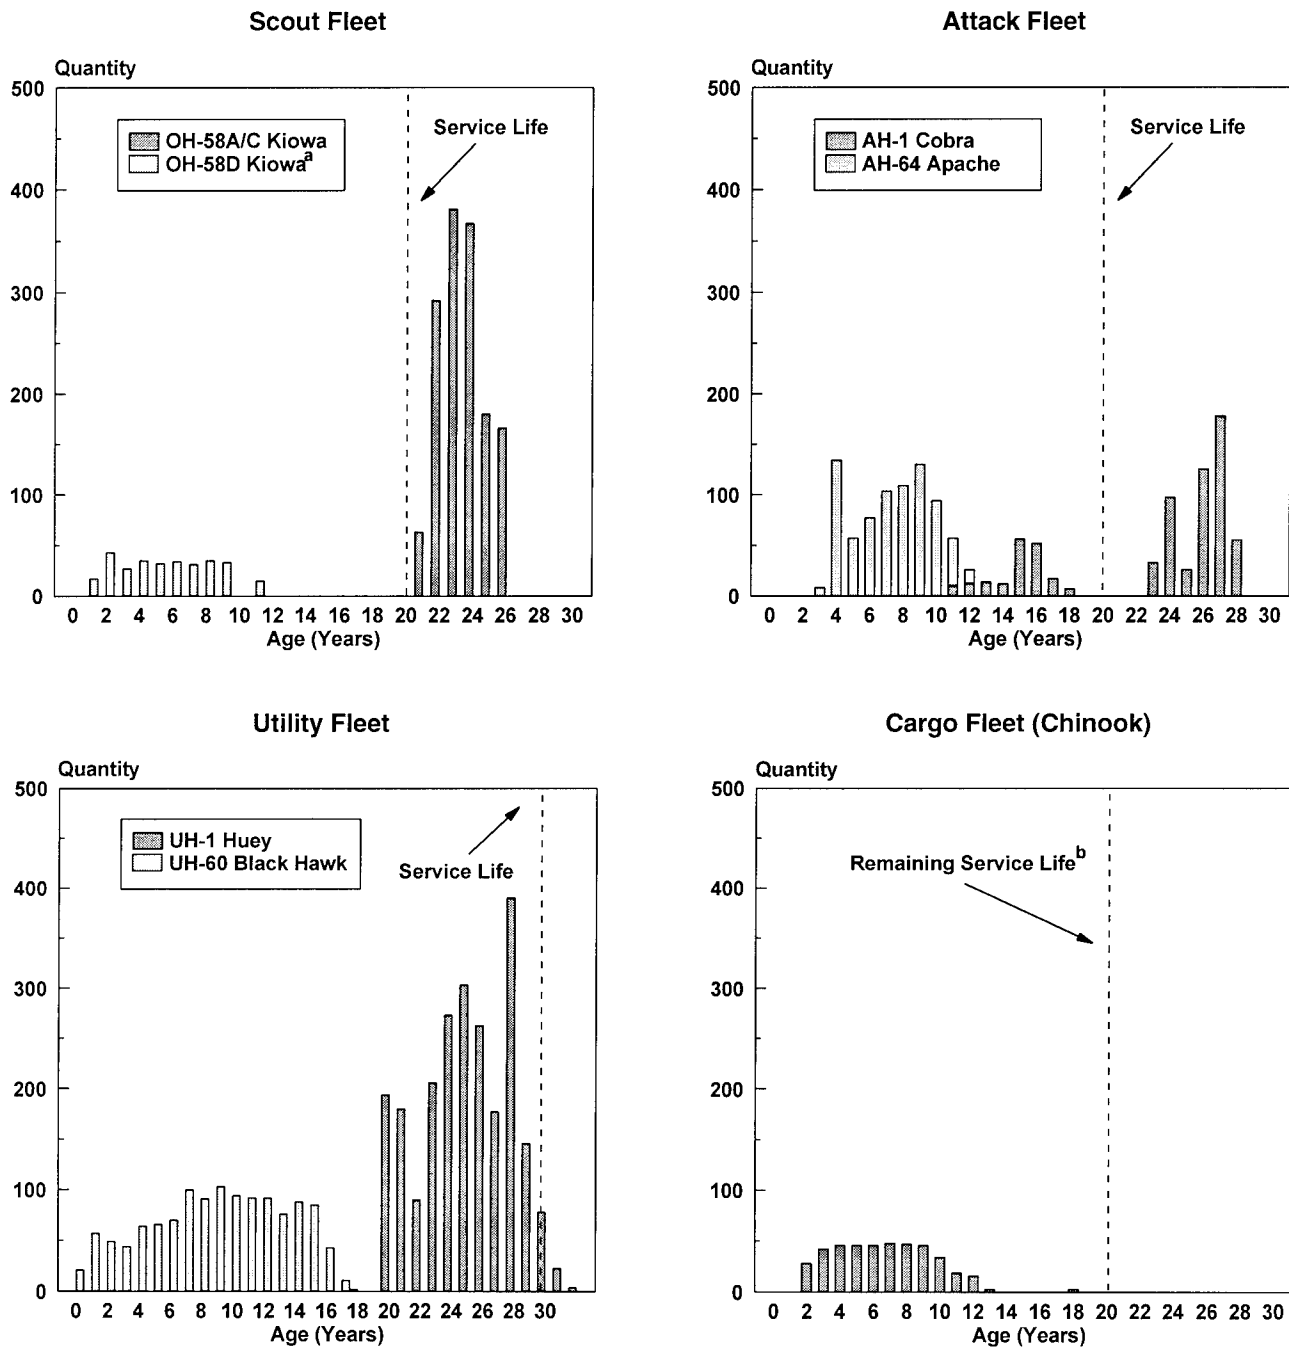 Scout Fleet
Quantity
500
400
300
200
100
0
OH-58A/C Kiowa
OH-58D Kiowa a
Service Life
0 2 4 6 8 10 12 14 16 18 20 22 24 26 28 30
Age (Years)
Attack Fleet
Quantity
500
400
300
200
100
0
AH-1 Cobra
AH-64 Apache
Service Life
0 2 4 6 8 10 12 14 16 18 20 22 24 26 28 30
Age (Years)
Utility Fleet
Quantity
500
400
300
200
100
0
UH-1 Huey
UH-60 Black Hawk
Service Life
0 2 4 6 8 10 12 14 16 18 20 22 24 26 28 30
Age (Years)
Cargo Fleet (Chinook)
Quantity
500
400
300
200
100
0
Remaining Service Life b
0 2 4 6 8 10 12 14 16 18 20 22 24 26 28 30
Age (Years)